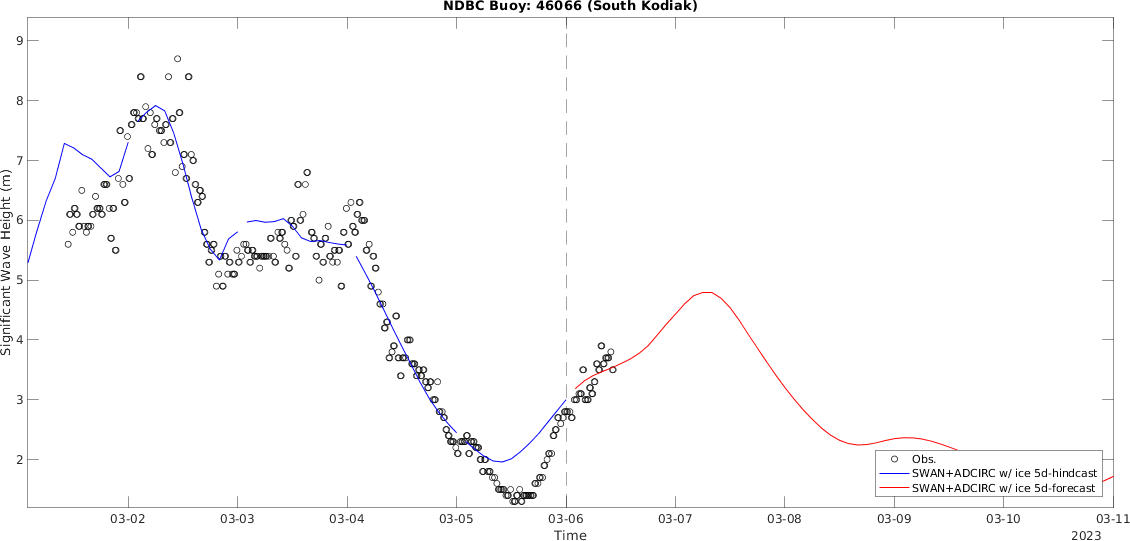 NDBC Buoy: 46066 (South Kodiak)
Significant Wave Height (m)
9
8
7
6
5
4
3
2
Obs.
SWAN+ADCIRC w/ ice 5d-hindcast
SWAN+ADCIRC w/ ice 5d-forecast
03-02 03-03 03-04 03-05 03-06 03-07 03-08 03-09 03-10 03-11
Time
2023